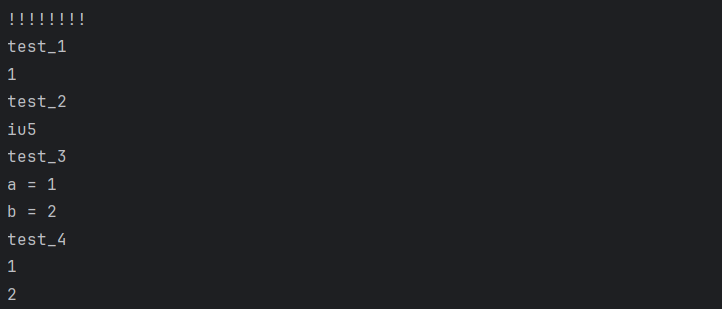 !!!!!!!!
test_1
1
test_2
iu5
test_3
a = 1
b = 2
test_4
1
2